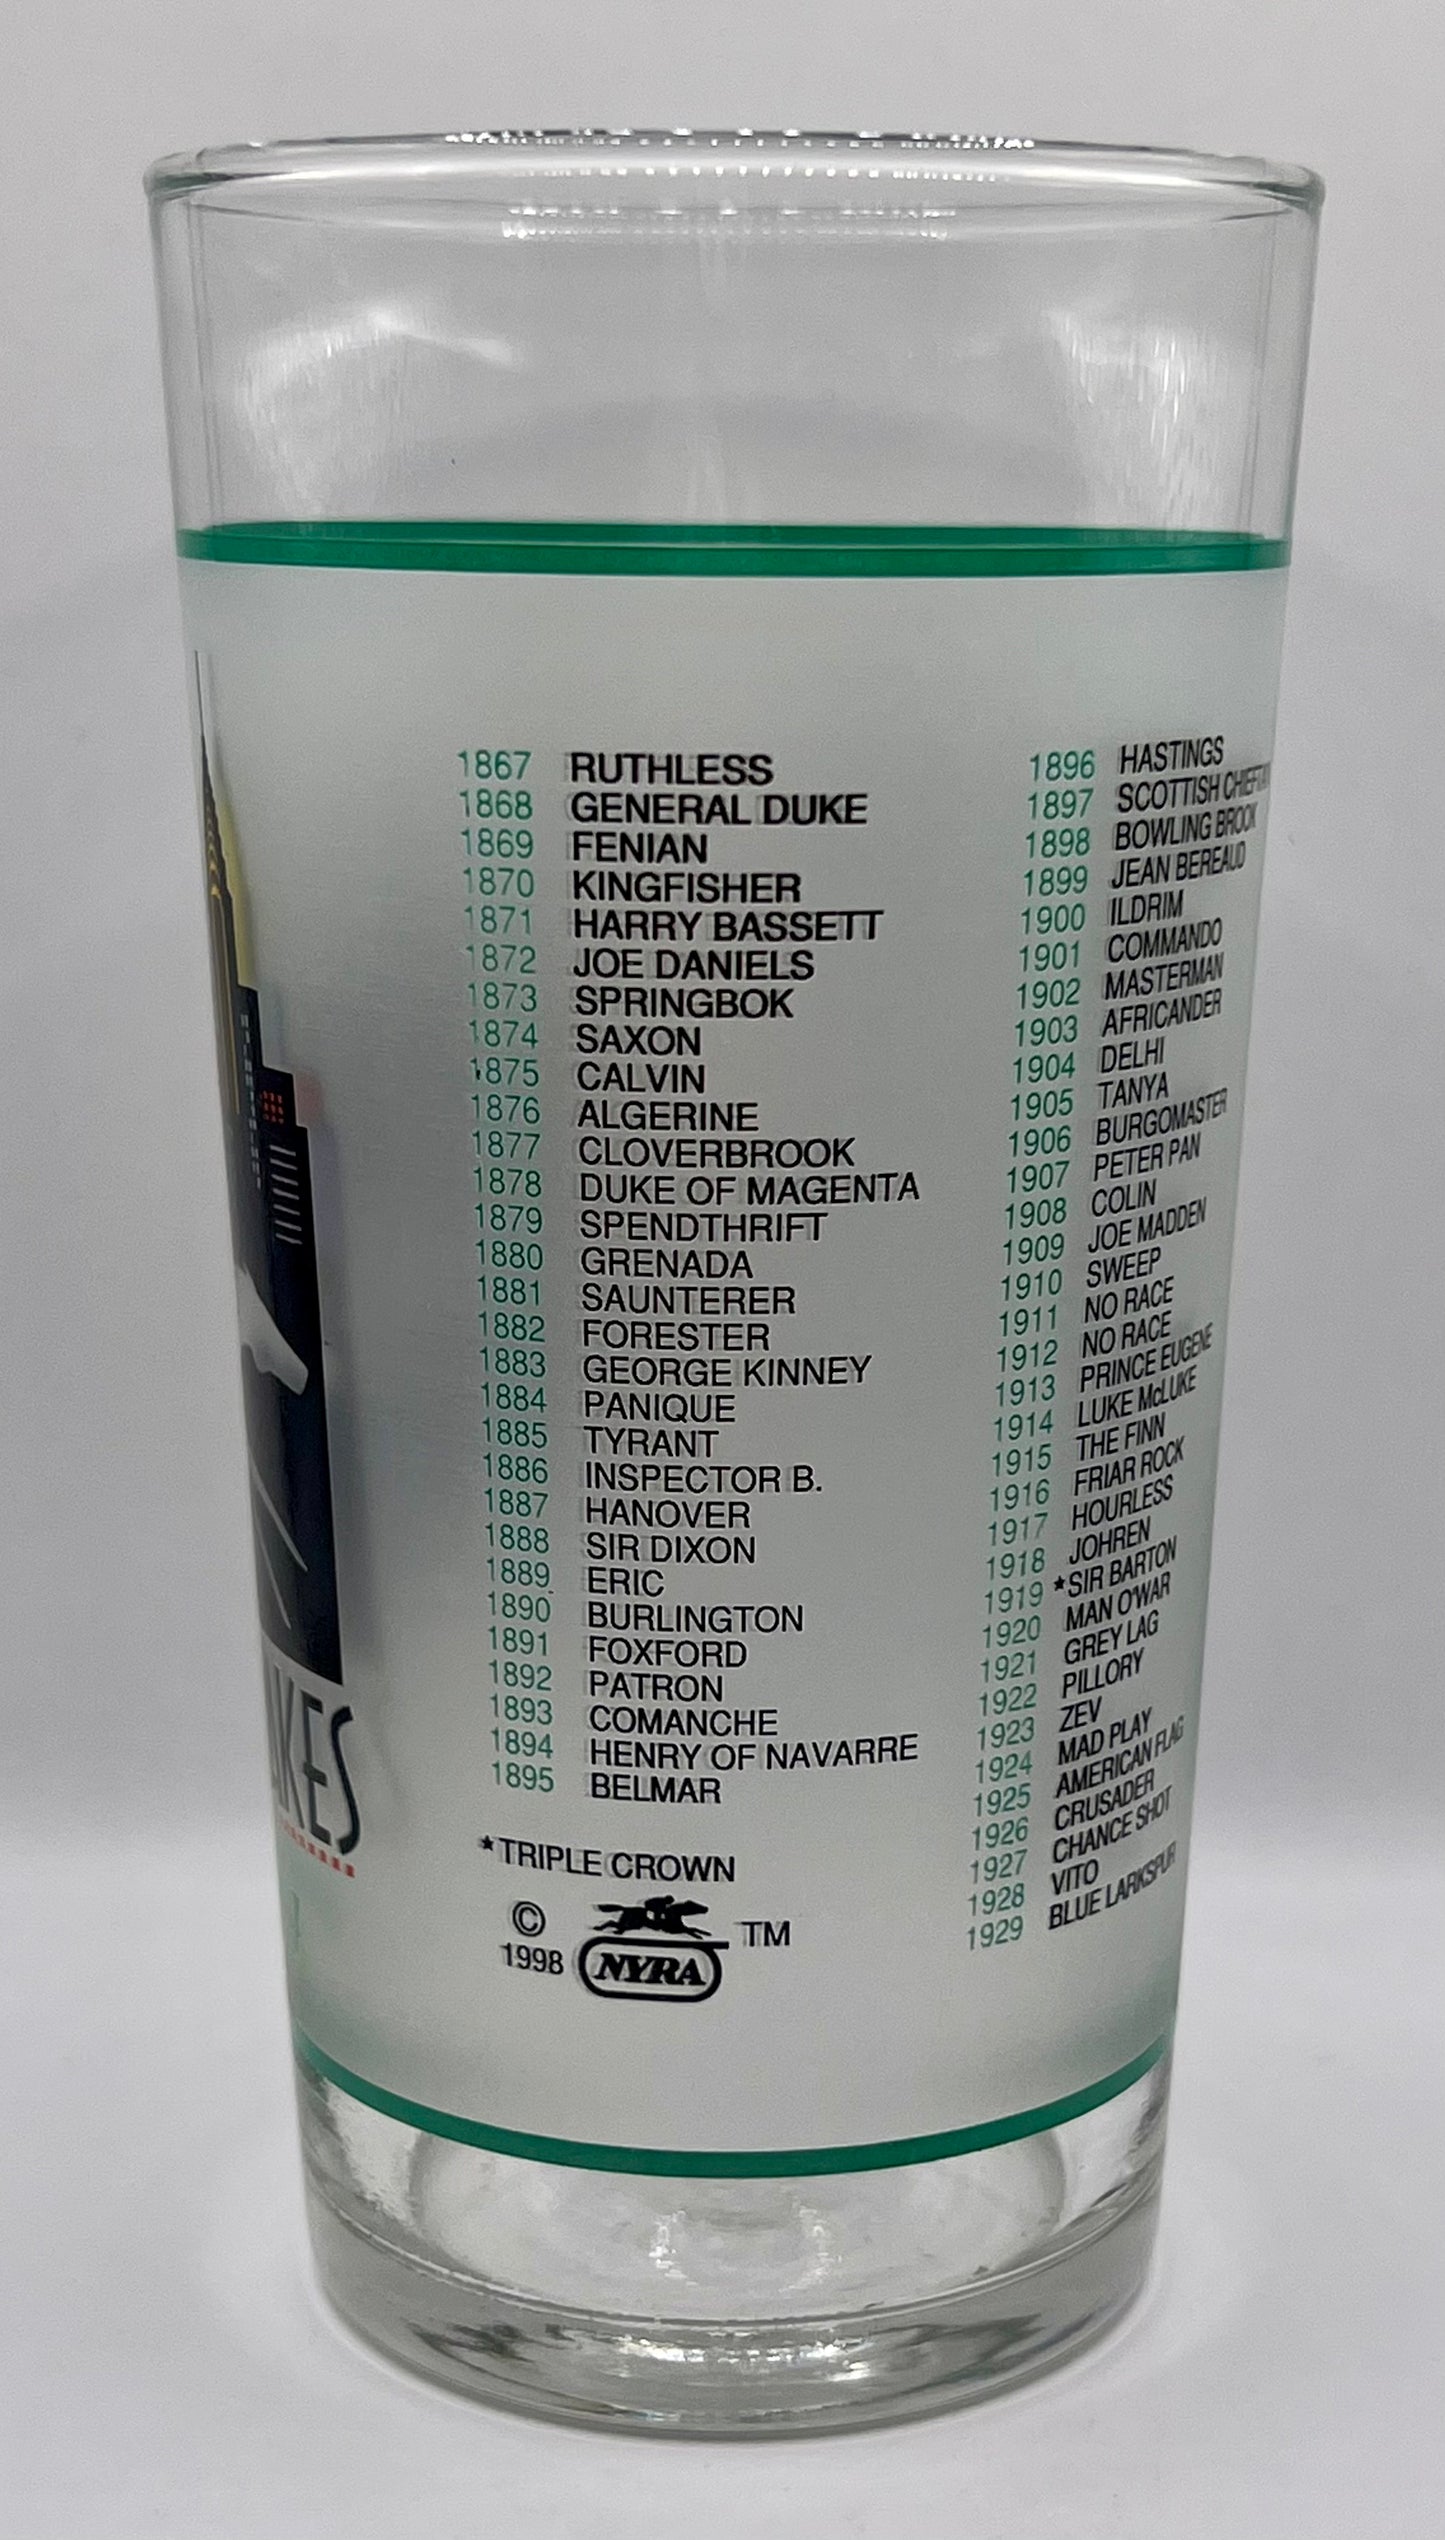 1867 RUTHLESS
1868 GENERAL DUKE
1869 FENIAN
1870 KINGFISHER
1871 HARRY BASSETT
1872 JOE DANIELS
1873 SPRINGBOK
1874 SAXON
1875 CALVIN
1876 ALGERINE
1877 CLOVERBROOK
1878 DUKE OF MAGENTA
1879 SPENDTHRIFT
1880 GRENADA
1881 SAUNTERER
1882 FORESTER
1883 GEORGE KINNEY
1884 PANIQUE
1885 TYRANT
1886 INSPECTOR B.
1887 HANOVER
1888 SIR DIXON
1889 ERIC
1890 BURLINGTON
1891 FOXFORD
1892 PATRON
1893 COMANCHE
1894 HENRY OF NAVARRE
1895 BELMAR
*TRIPLE CROWN
© 1998 NYRA TM
1896 HASTINGS
1897 SCOTTISH
1898 BOWLING BROOK
1899 JEAN BEREAUD
1900 ILDRIM
1901 COMMANDO
1902 MASTERMAN
1903 AFRICANDER
1904 DELHI
1905 TANYA
1906 BURGOMASTER
1907 PETER PAN
1908 COLIN
1909 JOE MADDEN
1910 SWEEP
1911 NO RACE
1912 NO RACE
1913 PRINCE EUGENE
1914 LUKE McLUKE
1915 THE FINN
1916 FRIAR ROCK
1917 HOURLESS
1918 JOHREN
1919 *SIR BARTON
1920 MAN O'WAR
1921 GREY LAG
1922 PILLORY
1923 ZEV
1924 MAD PLAY
1925 AMERICAN FLAG
1926 CRUSADER
1927 CHANCE SHOT
1928 VITO
1929 BLUE LARKSPUR
AKES